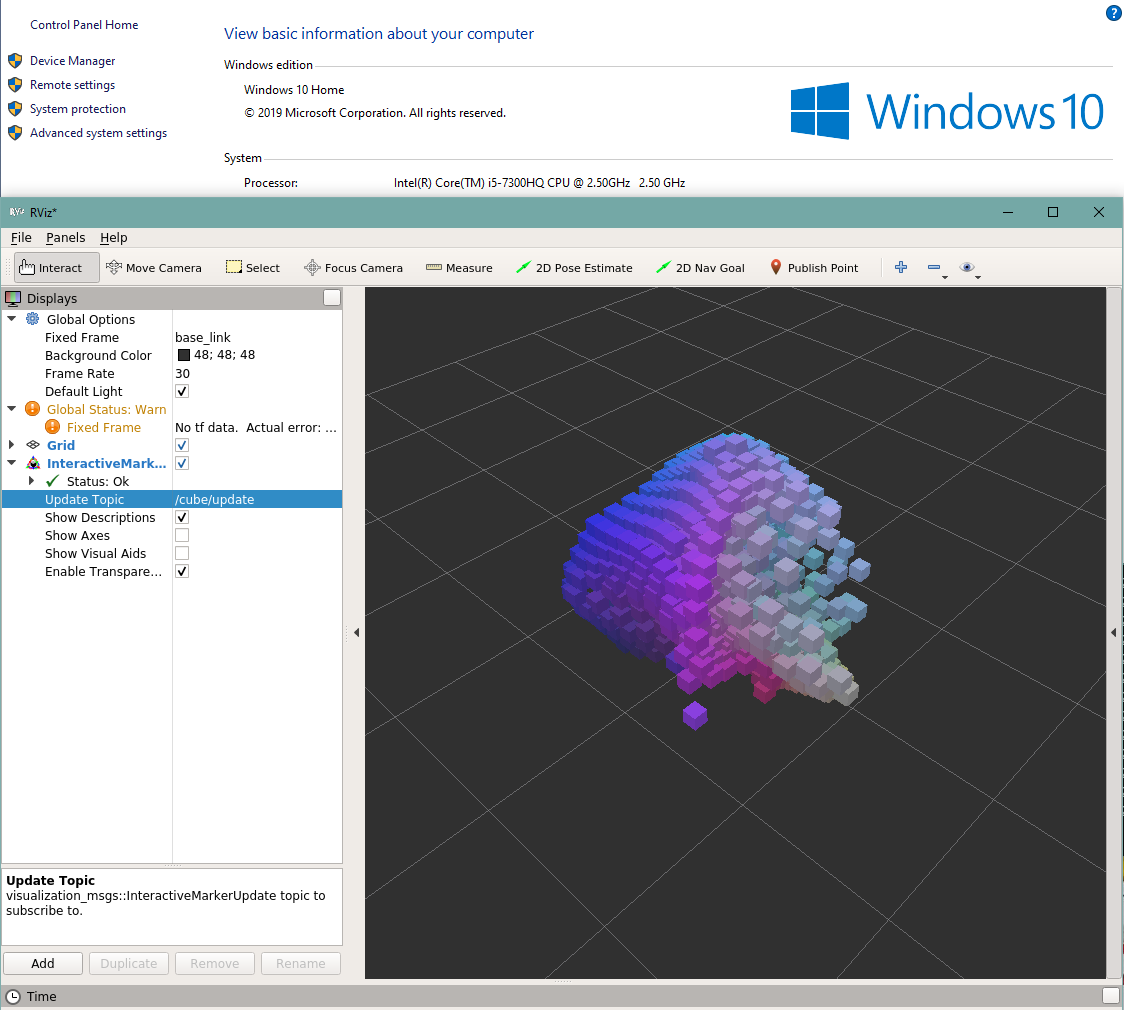 Control Panel Home
?
View basic information about your computer
Device Manager
Windows edition
Remote settings
Windows 10 Home
System protection
© 2019 Microsoft Corporation. All rights reserved.
Windows 10
Advanced system settings
System
Processor: Intel(R) Core(TM) i5-7300HQ CPU @ 2.50GHz 2.50 GHz
RViz RViz*
File Panels Help
Interact Move Camera Select Focus Camera Measure 2D Pose Estimate 2D Nav Goal Publish Point
Displays
Global Options
Fixed Frame base_link
Background Color 48; 48; 48
Frame Rate 30
Default Light
Global Status: Warn
Fixed Frame No tf data. Actual error: ...
Grid
InteractiveMark...
Status: Ok
Update Topic /cube/update
Show Descriptions
Show Axes
Show Visual Aids
Enable Transpare...
Update Topic
visualization_msgs::InteractiveMarkerUpdate topic to
subscribe to.
Add Duplicate Remove Rename
Time